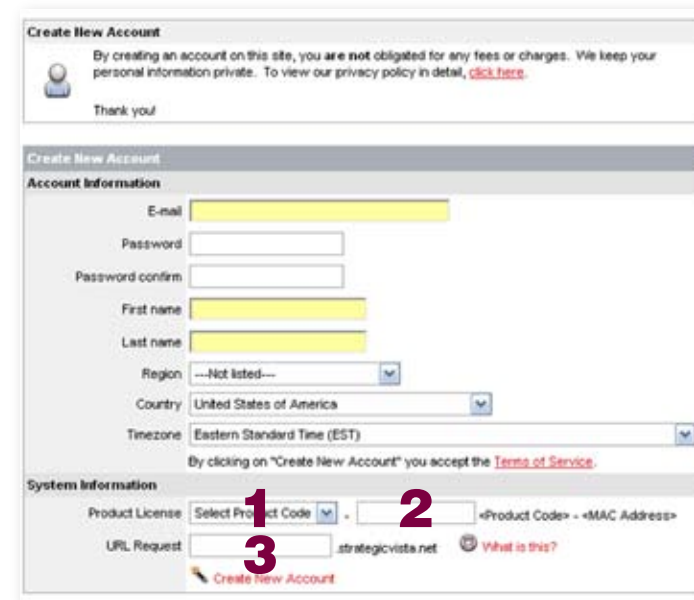 Create New Account
By creating an account on this site, you are not obligated for any fees or charges. We keep your
personal information private. To view our privacy policy in detail, click here.
Thank you!
Create New Account
Account Information
E-mail
Password
Password confirm
First name
Last name
Region ---Not listed---
Country United States of America
Timezone Eastern Standard Time (EST)
By clicking on "Create New Account" you accept the Terms of Service.
System Information
Product License Select Product Code - <Product Code> - <MAC Address>
1 2
URL Request .strategicvista.net What is this?
3
Create New Account